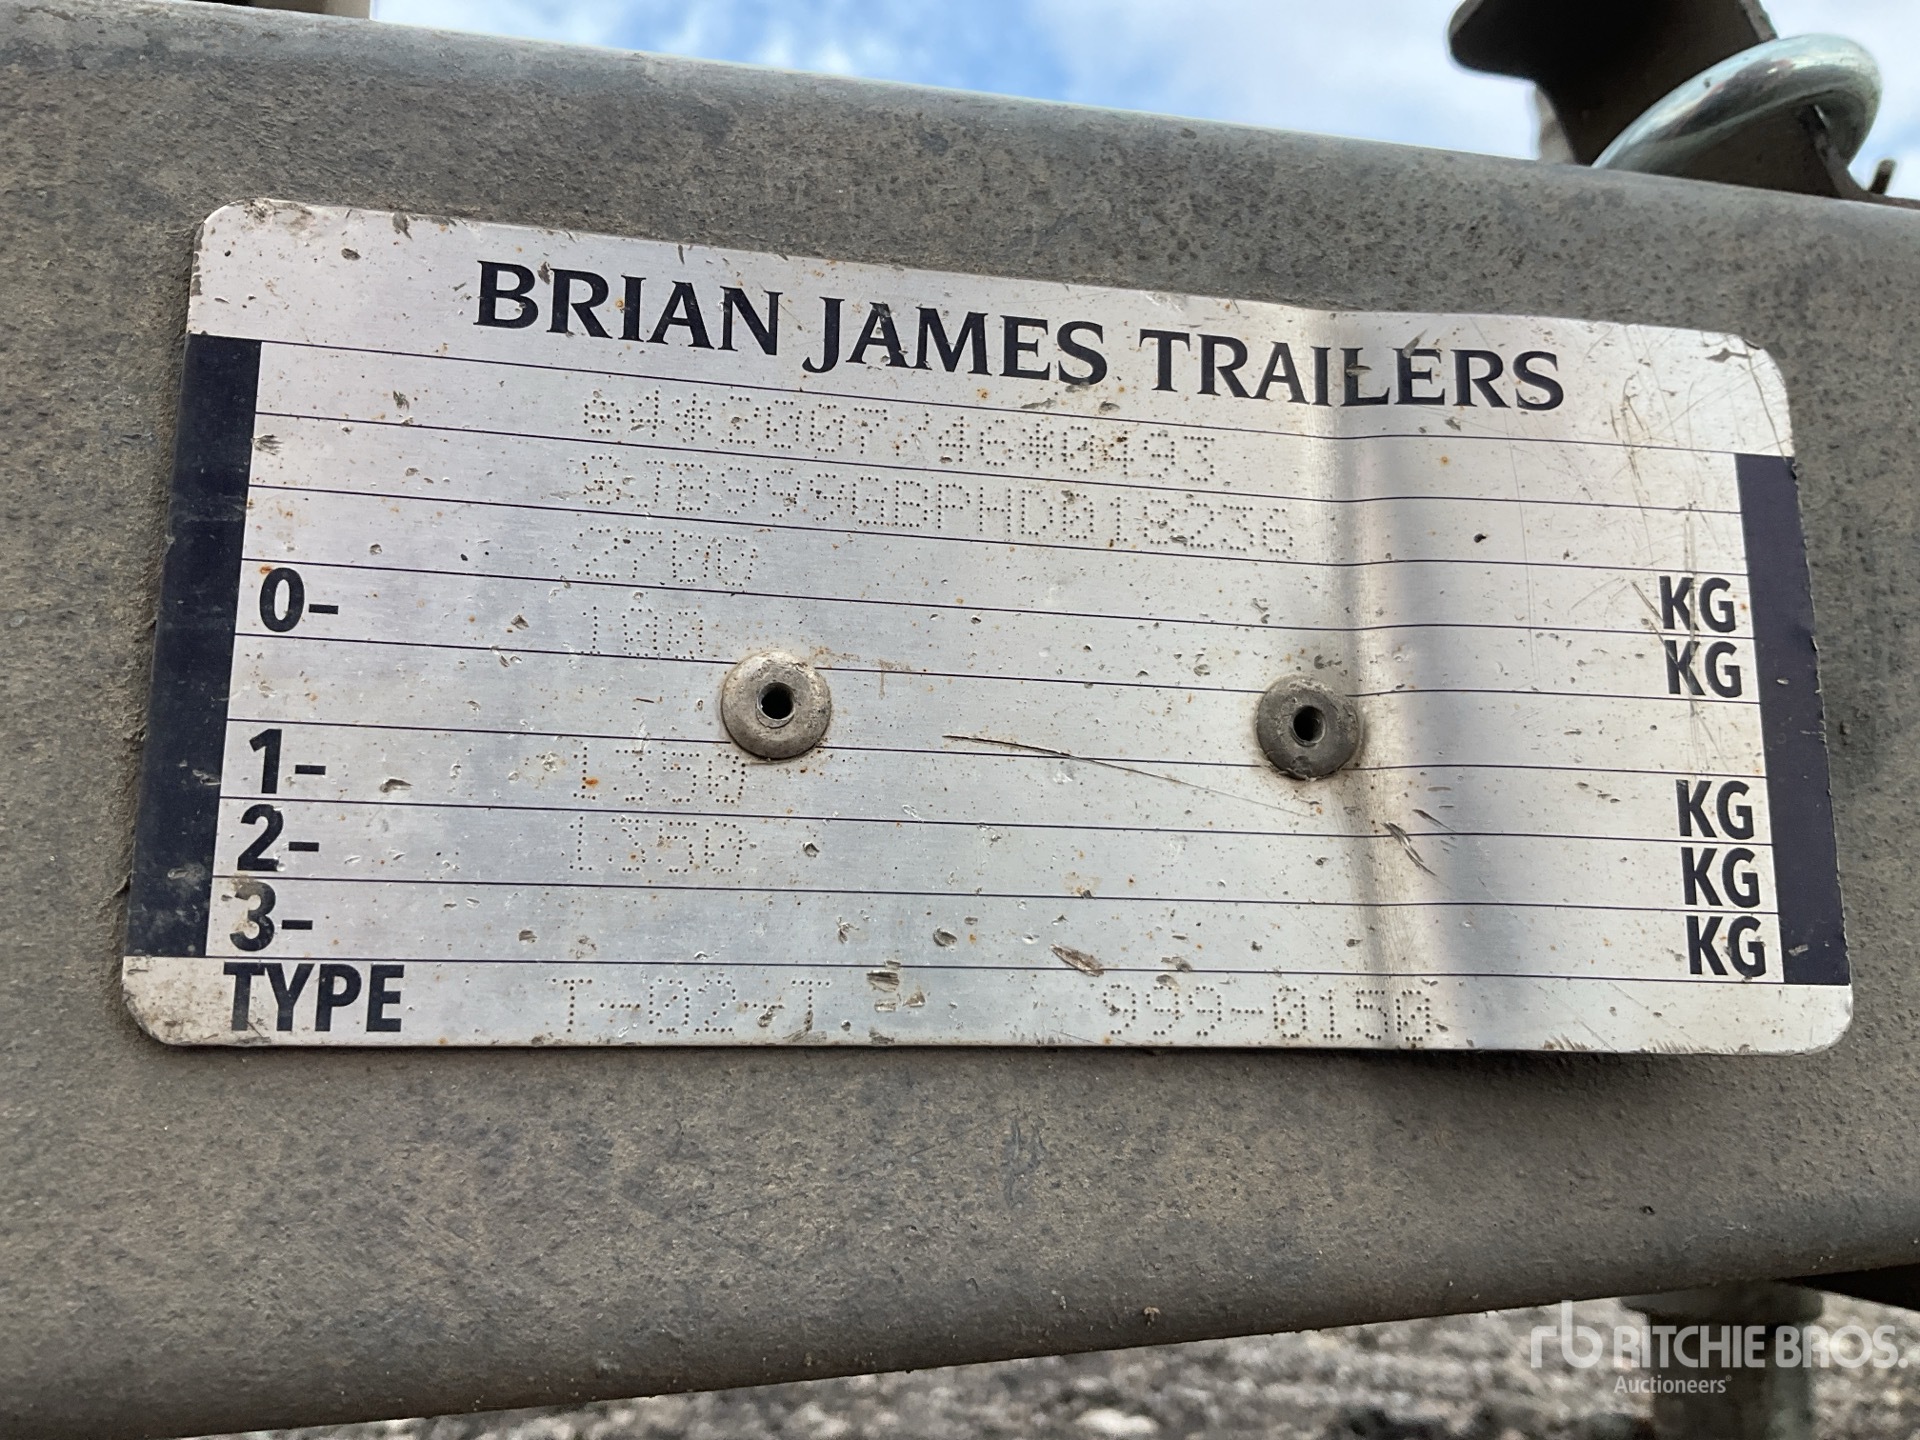 BRIAN JAMES TRAILERS
e4*2007/46*0493
SJB999GBPHD018236
2700 KG
0- 100 KG
1- 1350 KG
2- 1350 KG
3- KG
TYPE T-02-T 999-0150
rb RITCHIE BROS.
Auctioneers